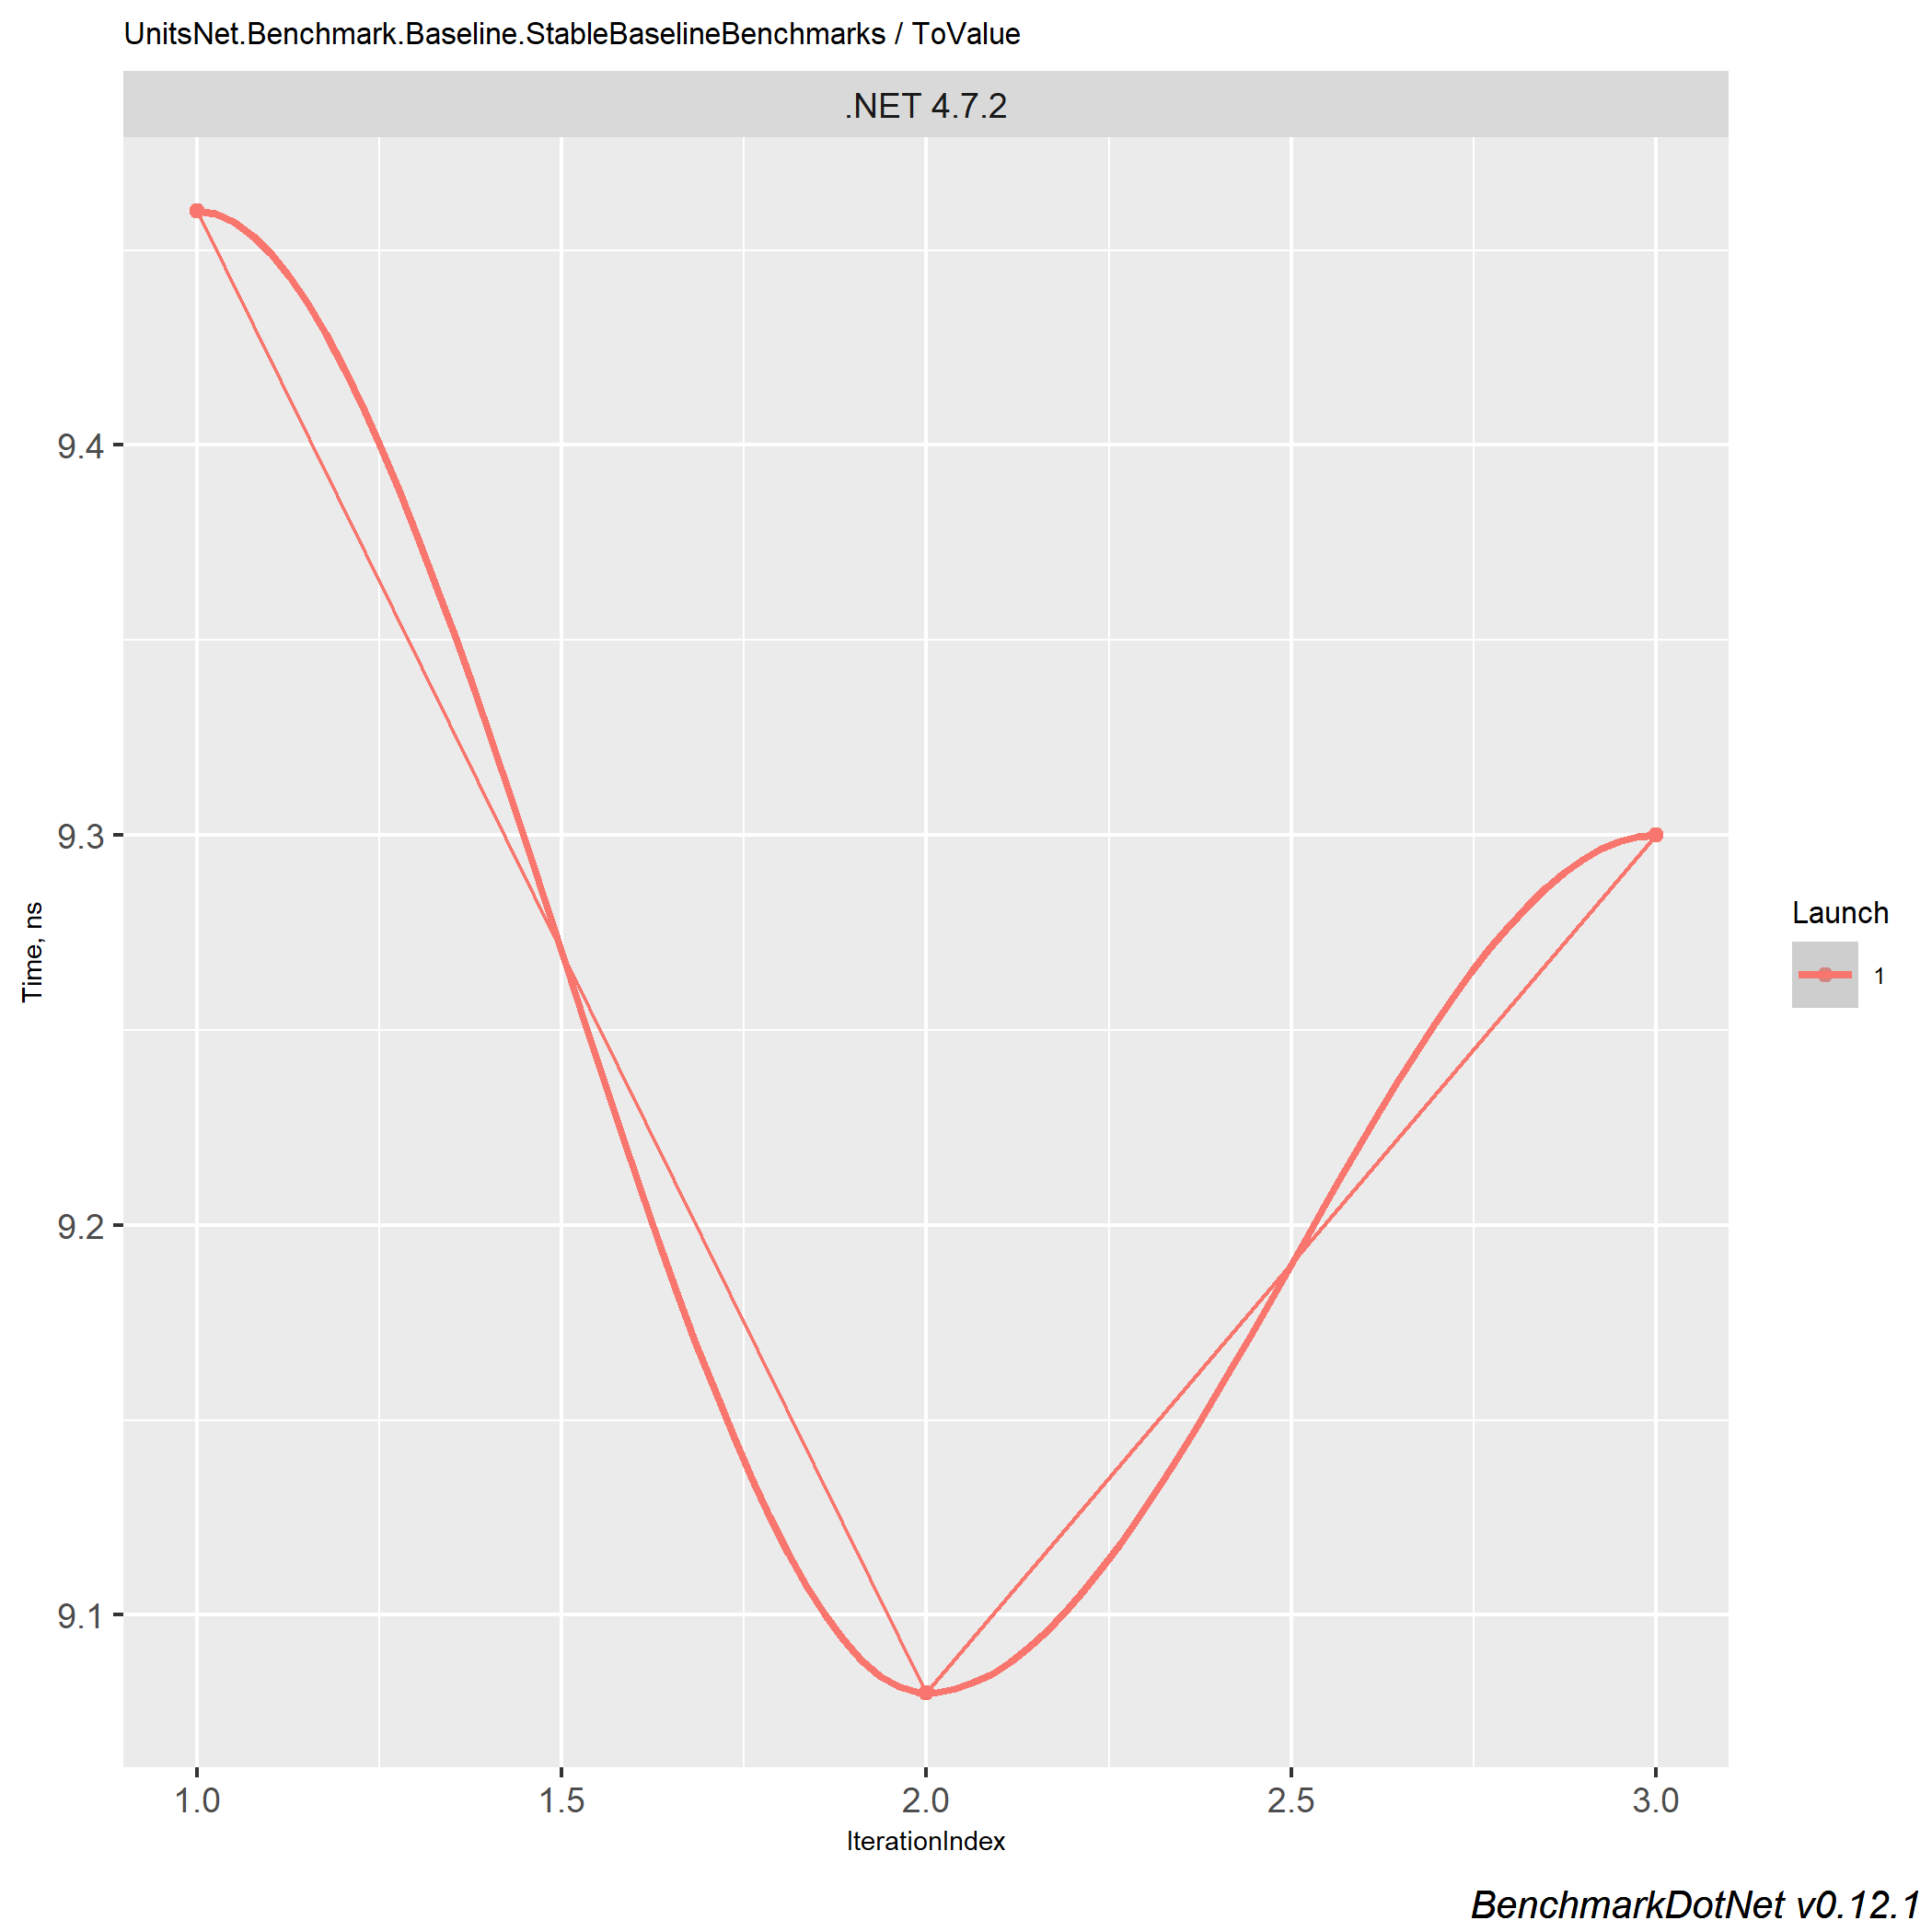 UnitsNet.Benchmark.Baseline.StableBaselineBenchmarks / ToValue
.NET 4.7.2
9.4
9.3
9.2
9.1
Time, ns
1.0 1.5 2.0 2.5 3.0
IterationIndex
Launch
1
BenchmarkDotNet v0.12.1